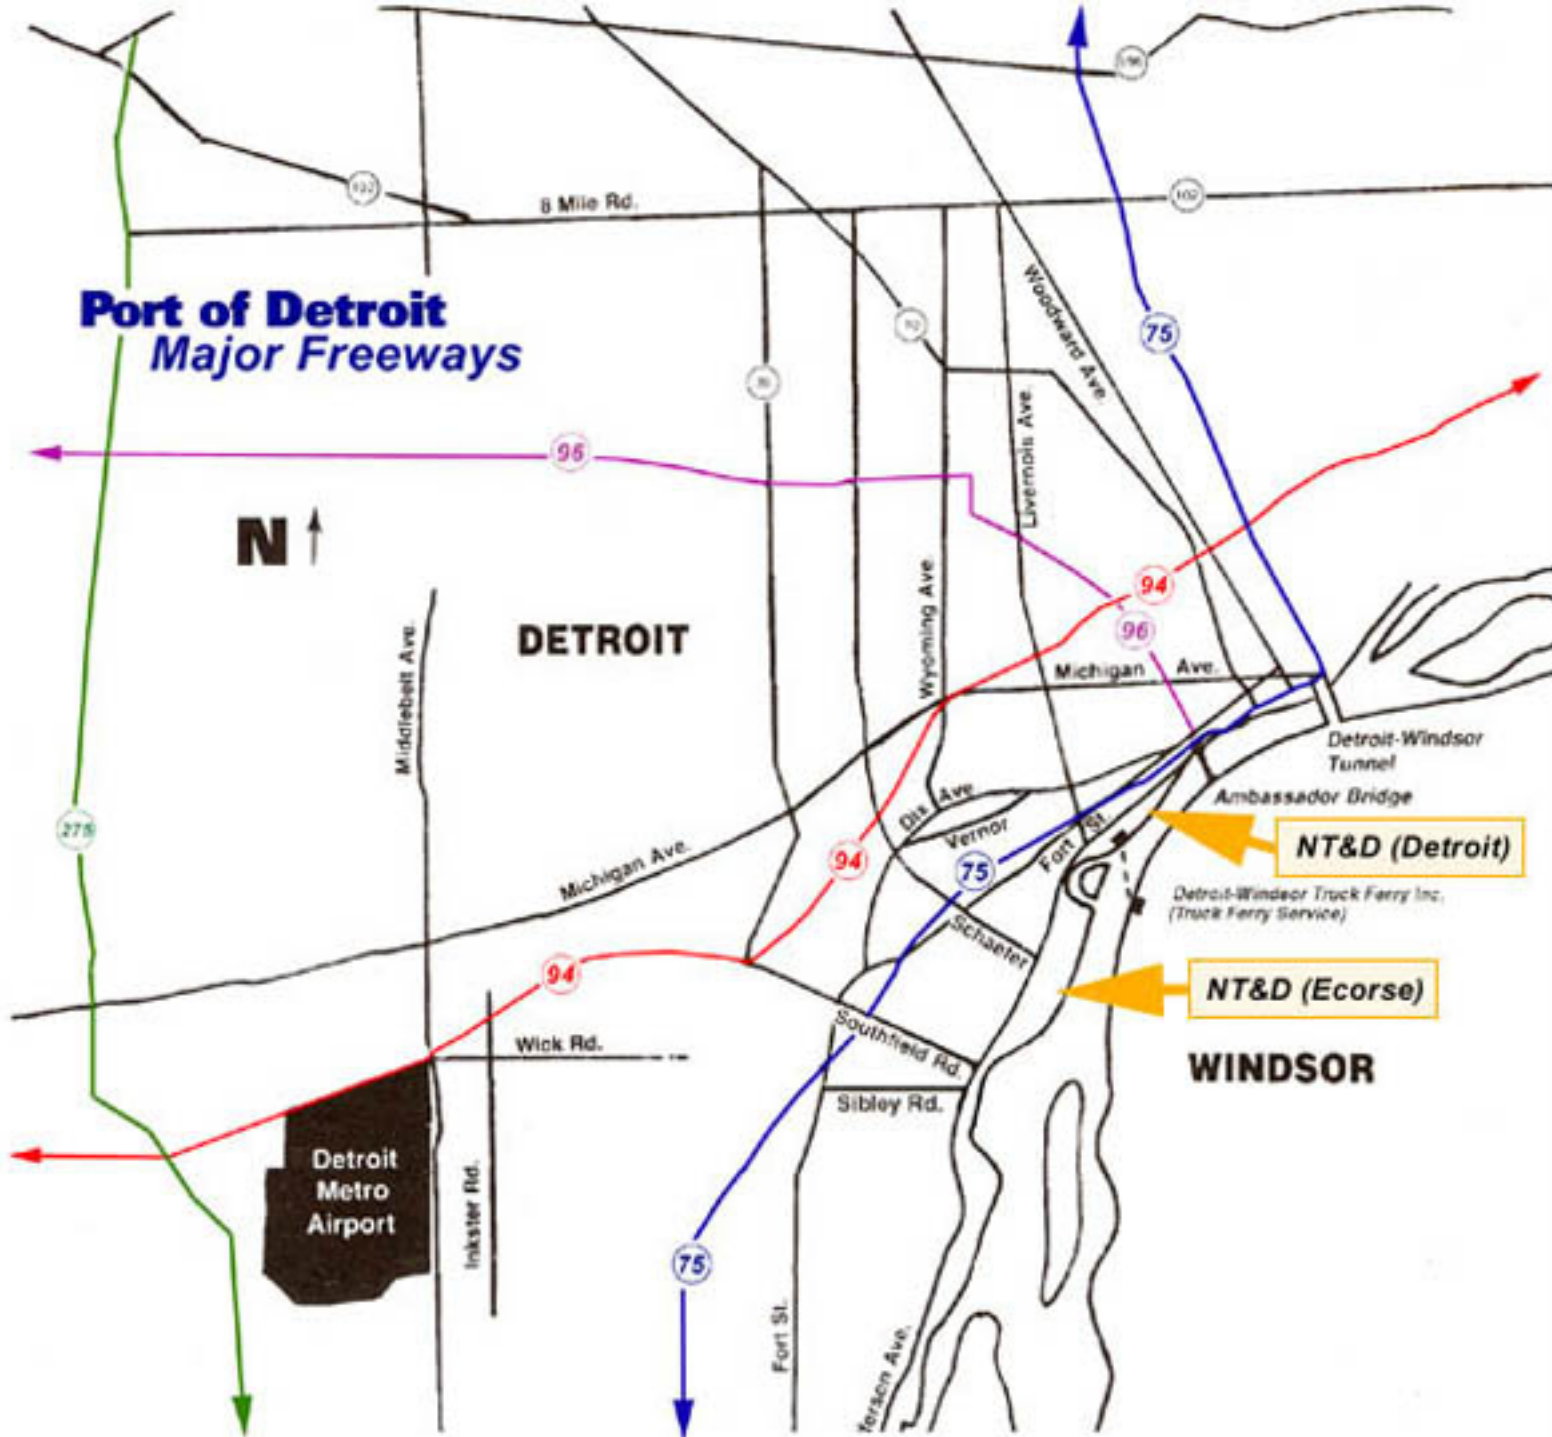 102
8 Mile Rd.
102
Port of Detroit
Major Freeways
75
Woodward Ave.
96
Livernois Ave.
N
94
DETROIT
96
Wyoming Ave.
Michigan Ave.
Middlebelt Ave.
Detroit-Windsor
Tunnel
Ambassador Bridge
275
Dix Ave
Vernor
Fort St.
NT&D (Detroit)
Michigan Ave.
94
75
Detroit-Windsor Truck Ferry Inc.
(Truck Ferry Service)
Schaefer
94
NT&D (Ecorse)
Southfield Rd.
Wick Rd.
WINDSOR
Sibley Rd.
Detroit
Metro
Airport
Inkster Rd.
75
Fort St.
ferson Ave.